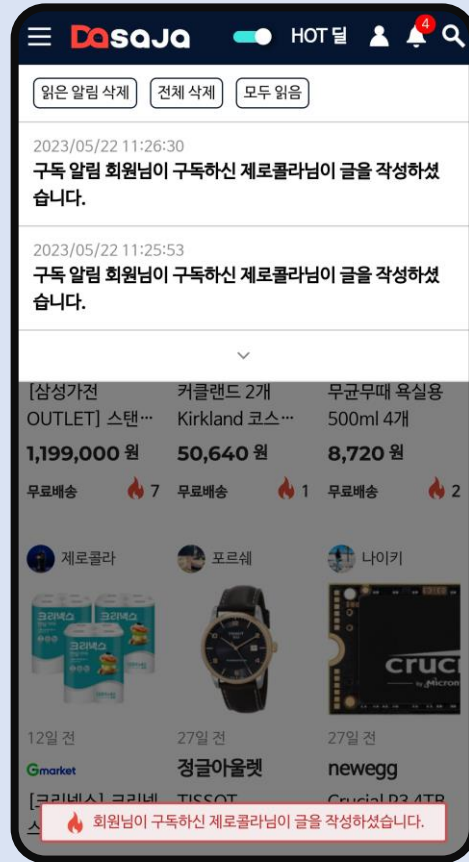 Dasaja HOT 딜 4
읽은 알림 삭제 전체 삭제 모두 읽음
2023/05/22 11:26:30
구독 알림 회원님이 구독하신 제로콜라님이 글을 작성하셨
습니다.
2023/05/22 11:25:53
구독 알림 회원님이 구독하신 제로콜라님이 글을 작성하셨
습니다.
[삼성가전 커클랜드 2개 무균무때 욕실용
OUTLET] 스탠… Kirkland 코스… 500ml 4개
1,199,000 원 50,640 원 8,720 원
무료배송 7 무료배송 1 무료배송 2
제로콜라 포르쉐 나이키
크리넥스 크리넥스
크리넥스
TISSOT
cruci
by Micron
12일 전 27일 전 27일 전
Gmarket 정글아울렛 newegg
[크리넥스] 크리넥 TISSOT Crucial P3 4TB
스
회원님이 구독하신 제로콜라님이 글을 작성하셨습니다.